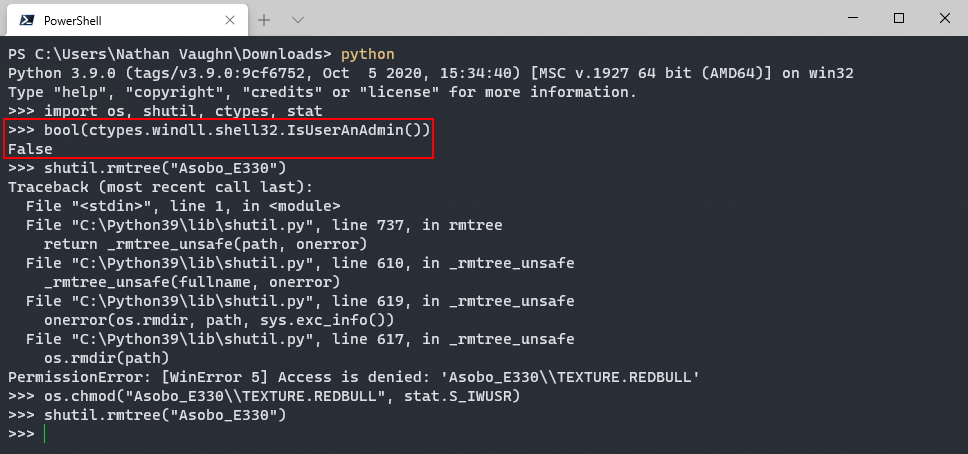 PowerShell
PS C:\Users\Nathan Vaughn\Downloads> python
Python 3.9.0 (tags/v3.9.0:9cf6752, Oct  5 2020, 15:34:40) [MSC v.1927 64 bit (AMD64)] on win32
Type "help", "copyright", "credits" or "license" for more information.
>>> import os, shutil, ctypes, stat
>>> bool(ctypes.windll.shell32.IsUserAnAdmin())
False
>>> shutil.rmtree("Asobo_E330")
Traceback (most recent call last):
  File "<stdin>", line 1, in <module>
  File "C:\Python39\lib\shutil.py", line 737, in rmtree
    return _rmtree_unsafe(path, onerror)
  File "C:\Python39\lib\shutil.py", line 610, in _rmtree_unsafe
    _rmtree_unsafe(fullname, onerror)
  File "C:\Python39\lib\shutil.py", line 619, in _rmtree_unsafe
    onerror(os.rmdir, path, sys.exc_info())
  File "C:\Python39\lib\shutil.py", line 617, in _rmtree_unsafe
    os.rmdir(path)
PermissionError: [WinError 5] Access is denied: 'Asobo_E330\\TEXTURE.REDBULL'
>>> os.chmod("Asobo_E330\\TEXTURE.REDBULL", stat.S_IWUSR)
>>> shutil.rmtree("Asobo_E330")
>>>